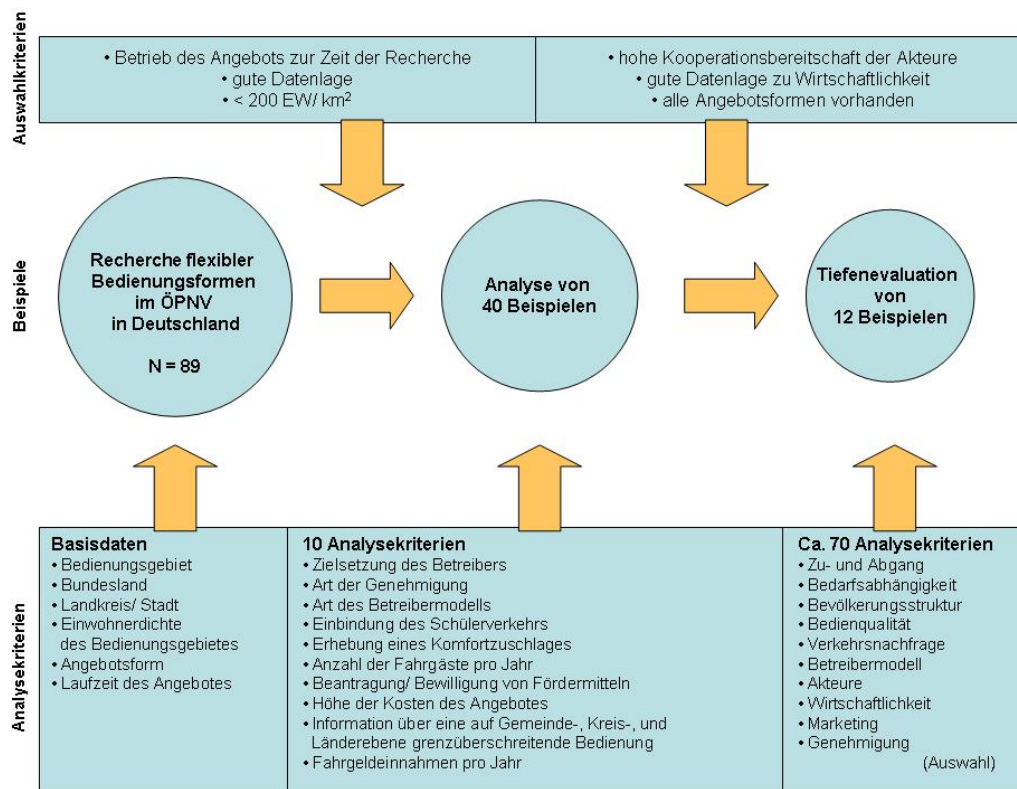 Auswahlkriterien
• Betrieb des Angebots zur Zeit der Recherche
• gute Datenlage
• < 200 EW/ km²
• hohe Kooperationsbereitschaft der Akteure
• gute Datenlage zu Wirtschaftlichkeit
• alle Angebotsformen vorhanden
Beispiele
Recherche flexibler
Bedienungsformen
im ÖPNV
in Deutschland
N = 89
Analyse von
40 Beispielen
Tiefenevaluation
von
12 Beispielen
Analysekriterien
Basisdaten
• Bedienungsgebiet
• Bundesland
• Landkreis/ Stadt
• Einwohnerdichte
des Bedienungsgebietes
• Angebotsform
• Laufzeit des Angebotes
10 Analysekriterien
• Zielsetzung des Betreibers
• Art der Genehmigung
• Art des Betreibermodells
• Einbindung des Schülerverkehrs
• Erhebung eines Komfortzuschlages
• Anzahl der Fahrgäste pro Jahr
• Beantragung/ Bewilligung von Fördermitteln
• Höhe der Kosten des Angebotes
• Information über eine auf Gemeinde-, Kreis-, und
Länderebene grenzüberschreitende Bedienung
• Fahrgeldeinnahmen pro Jahr
Ca. 70 Analysekriterien
• Zu- und Abgang
• Bedarfsabhängigkeit
• Bevölkerungsstruktur
• Bedienqualität
• Verkehrsnachfrage
• Betreibermodell
• Akteure
• Wirtschaftlichkeit
• Marketing
• Genehmigung
(Auswahl)